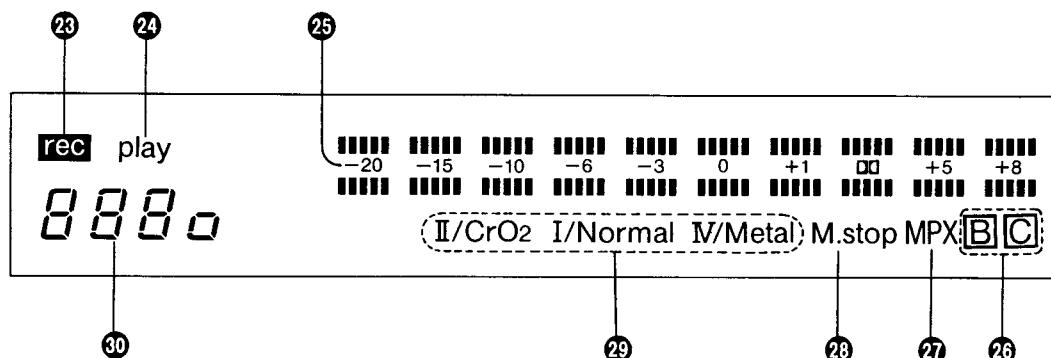 23 24 25
rec play
−20 −15 −10 −6 −3 0 +1 +5 +8
888o
II/CrO2 I/Normal IV/Metal M.stop MPX B C
30 29 28 27 26